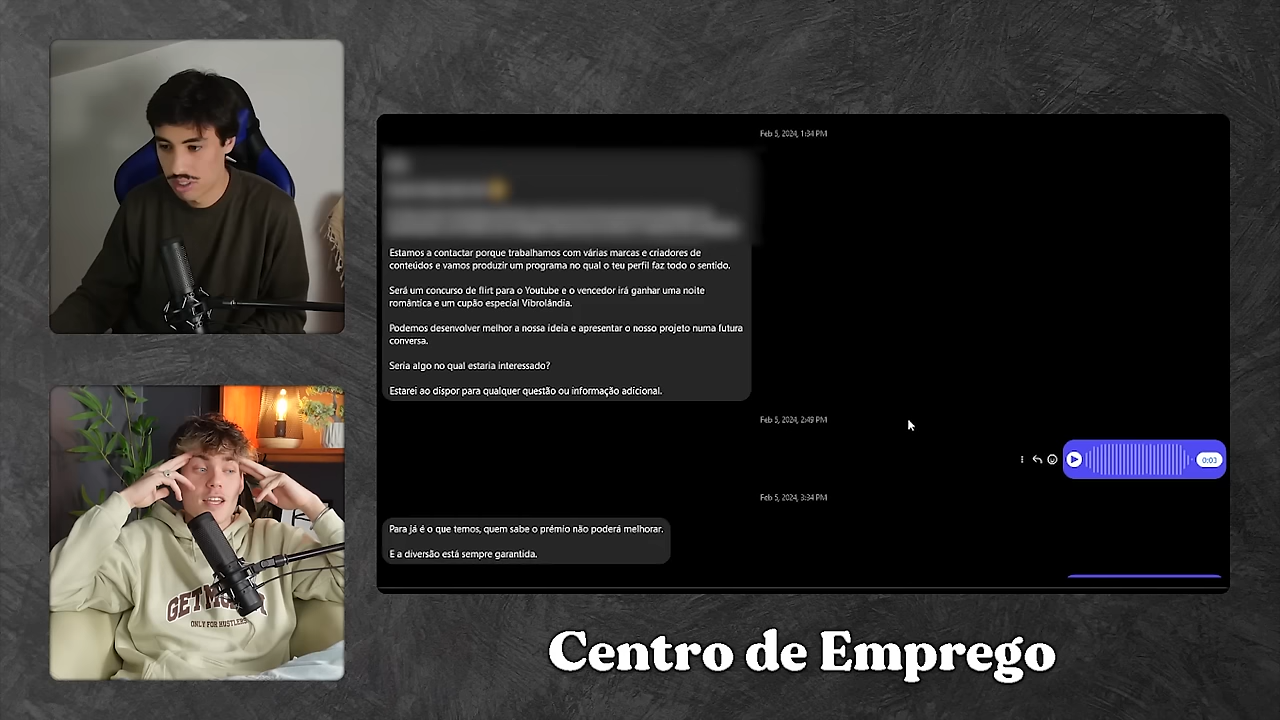 Feb 5, 2024, 1:34 PM
Estamos a contactar porque trabalhamos com várias marcas e criadores de
conteúdos e vamos produzir um programa no qual o teu perfil faz todo o sentido.
Será um concurso de flirt para o Youtube e o vencedor irá ganhar uma noite
romântica e um cupão especial Vibrolândia.
Podemos desenvolver melhor a nossa ideia e apresentar o nosso projeto numa futura
conversa.
Seria algo no qual estaria interessado?
Estarei ao dispor para qualquer questão ou informação adicional.
Feb 5, 2024, 2:49 PM
0:03
Feb 5, 2024, 3:34 PM
Para já é o que temos, quem sabe o prémio não poderá melhorar.
E a diversão está sempre garantida.
ONLY FOR HUSTLERS
Centro de Emprego